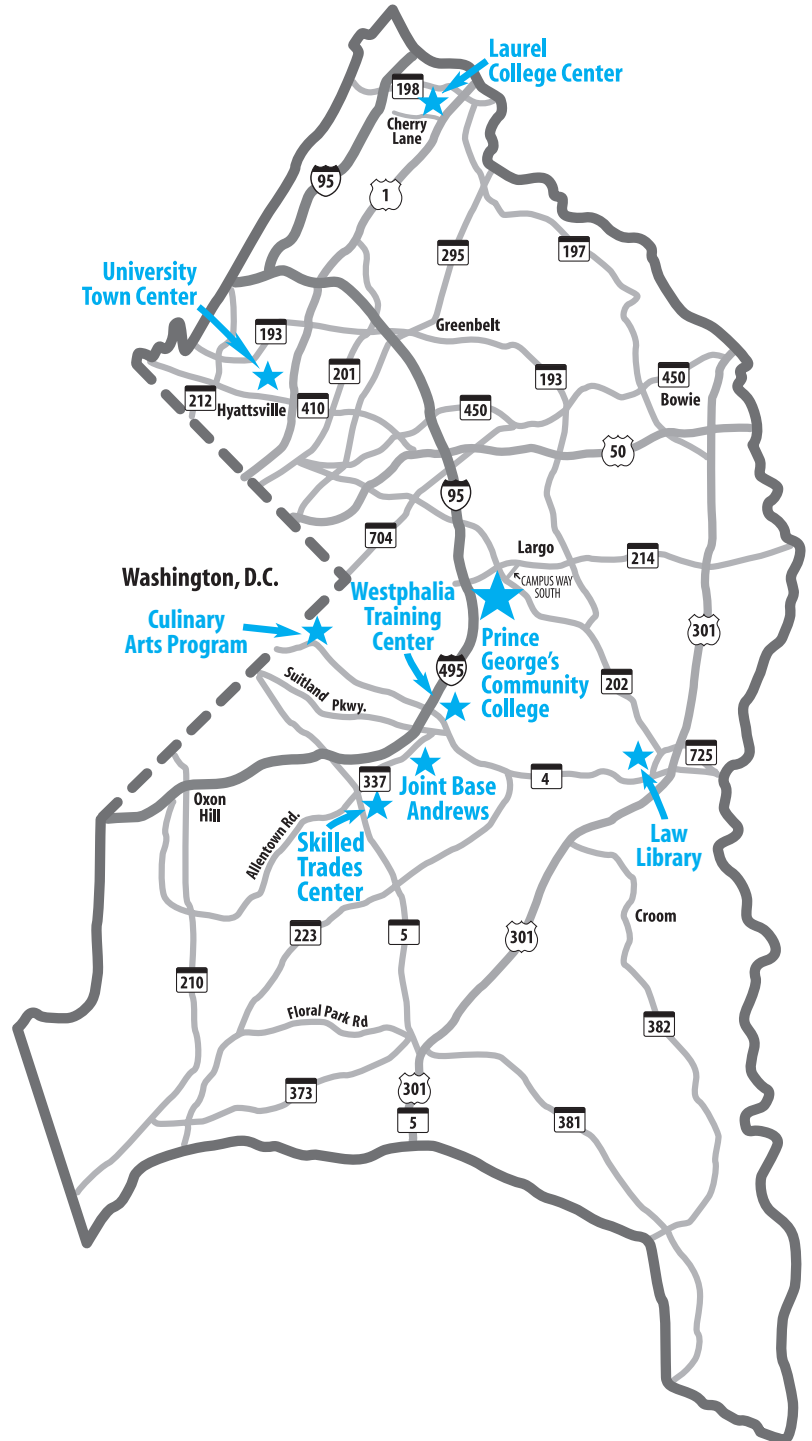 Laurel
College Center
198
Cherry
Lane
95
1
295
197
University
Town Center
193
Greenbelt
201
193
450
212
Hyattsville
410
450
Bowie
50
95
704
Largo
214
Washington, D.C.
CAMPUS WAY
SOUTH
Westphalia
Training
Center
Culinary
Arts Program
Prince
George's
Community
College
301
495
202
Suitland
Pkwy.
725
337
4
Joint Base
Andrews
Oxon
Hill
Law
Library
Allentown Rd.
Skilled
Trades
Center
Croom
223
5
301
210
Floral Park Rd
382
373
301
5
381